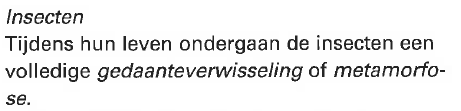 Insecten
Tijdens hun leven ondergaan de insecten een
volledige gedaanteverwisseling of metamorfo-
se.